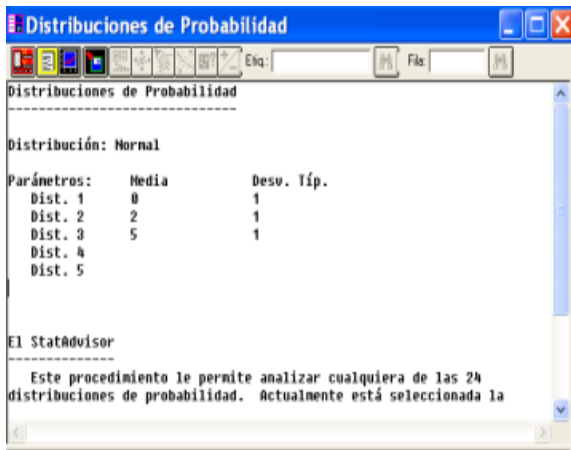 Distribuciones de Probabilidad
Etiq.: Fila:
Distribuciones de Probabilidad
------------------------------
Distribución: Normal
Parámetros: Media Desv. Típ.
Dist. 1 0 1
Dist. 2 2 1
Dist. 3 5 1
Dist. 4
Dist. 5
El StatAdvisor
--------------
Este procedimiento le permite analizar cualquiera de las 24
distribuciones de probabilidad. Actualmente está seleccionada la